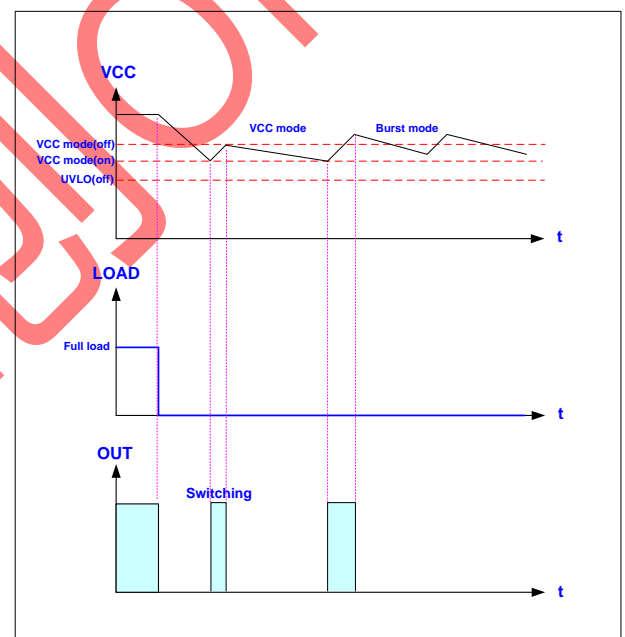 VCC
VCC mode
Burst mode
VCC mode(off)
VCC mode(on)
UVLO(off)
t
LOAD
Full load
t
OUT
Switching
t